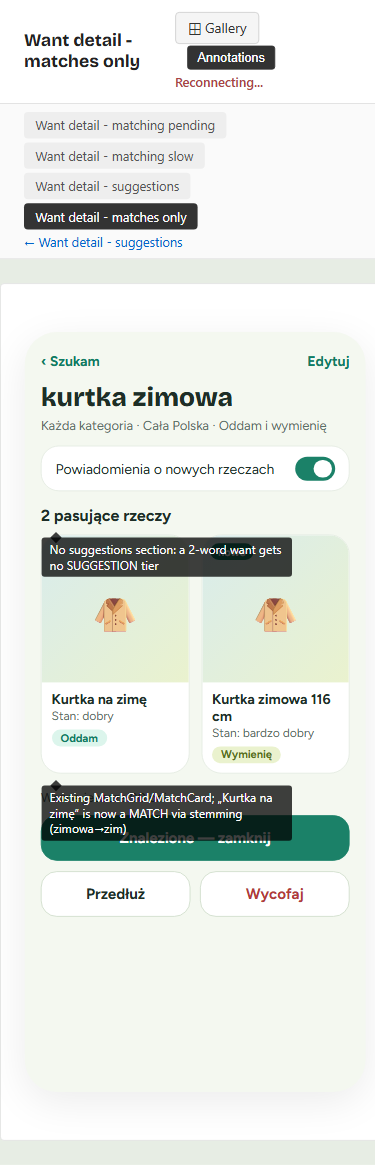 Want detail -
matches only
Gallery
Annotations
Reconnecting...
Want detail - matching pending
Want detail - matching slow
Want detail - suggestions
Want detail - matches only
← Want detail - suggestions
‹ Szukam
Edytuj
kurtka zimowa
Każda kategoria · Cała Polska · Oddam i wymienię
Powiadomienia o nowych rzeczach
2 pasujące rzeczy
No suggestions section: a 2-word want gets
no SUGGESTION tier
Kurtka na zimę
Stan: dobry
Oddam
Kurtka zimowa 116
cm
Stan: bardzo dobry
Wymienię
Existing MatchGrid/MatchCard; „Kurtka na
zimę” is now a MATCH via stemming
(zimowa→zim)
Znalezione — zamknij
Przedłuż
Wycofaj